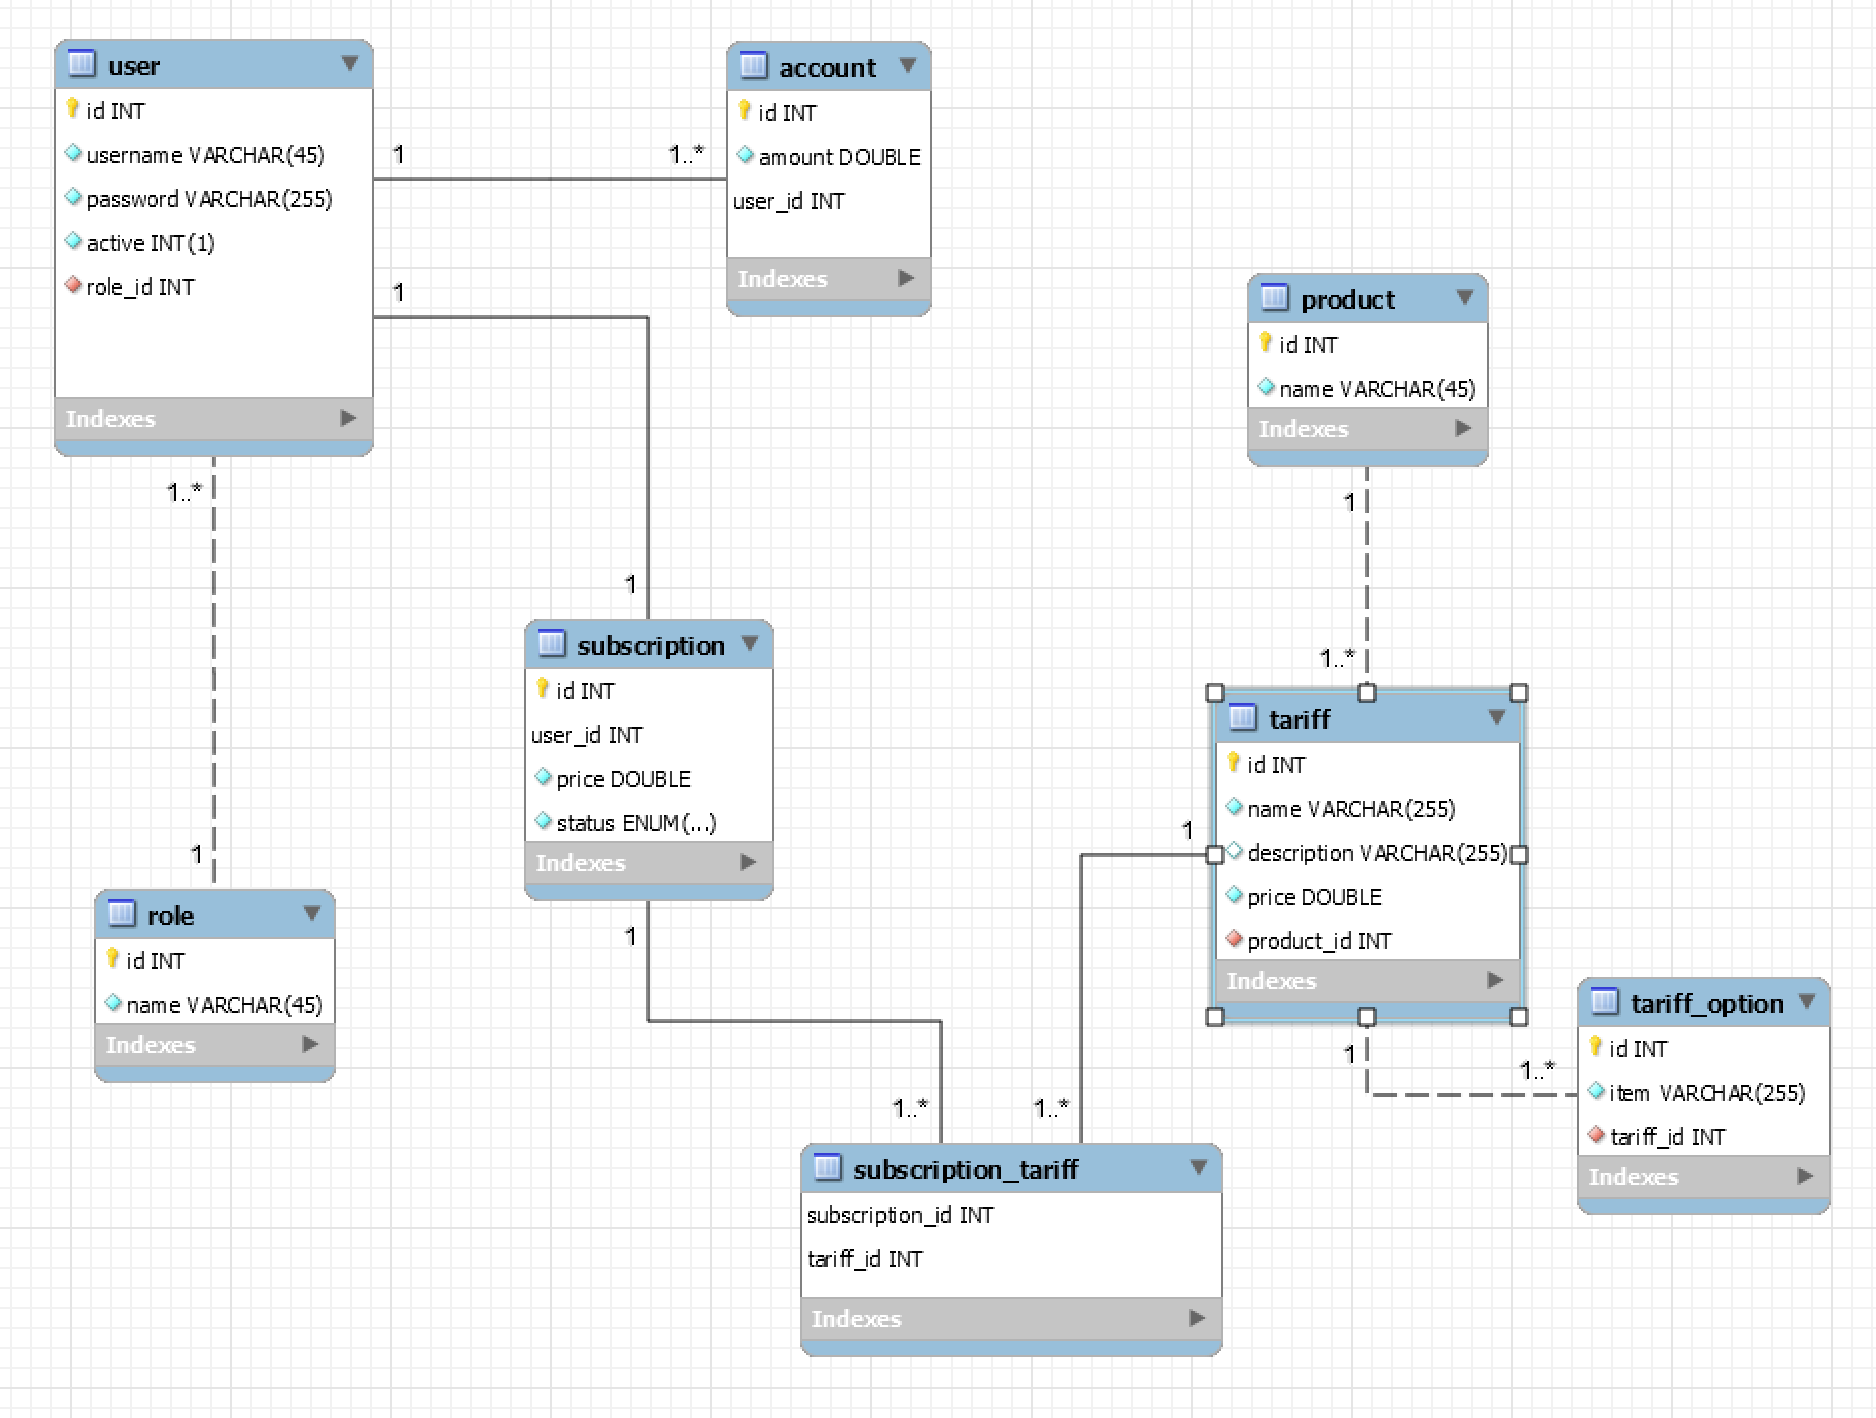 user
id INT
username VARCHAR(45)
password VARCHAR(255)
active INT(1)
role_id INT
Indexes
1
1..*
1
1..*
account
id INT
amount DOUBLE
user_id INT
Indexes
product
id INT
name VARCHAR(45)
Indexes
1
1..*
1
subscription
id INT
user_id INT
price DOUBLE
status ENUM(...)
Indexes
1
tariff
id INT
name VARCHAR(255)
description VARCHAR(255)
price DOUBLE
product_id INT
Indexes
1
1
role
id INT
name VARCHAR(45)
Indexes
1
1..*
tariff_option
id INT
item VARCHAR(255)
tariff_id INT
Indexes
1..*
1..*
subscription_tariff
subscription_id INT
tariff_id INT
Indexes